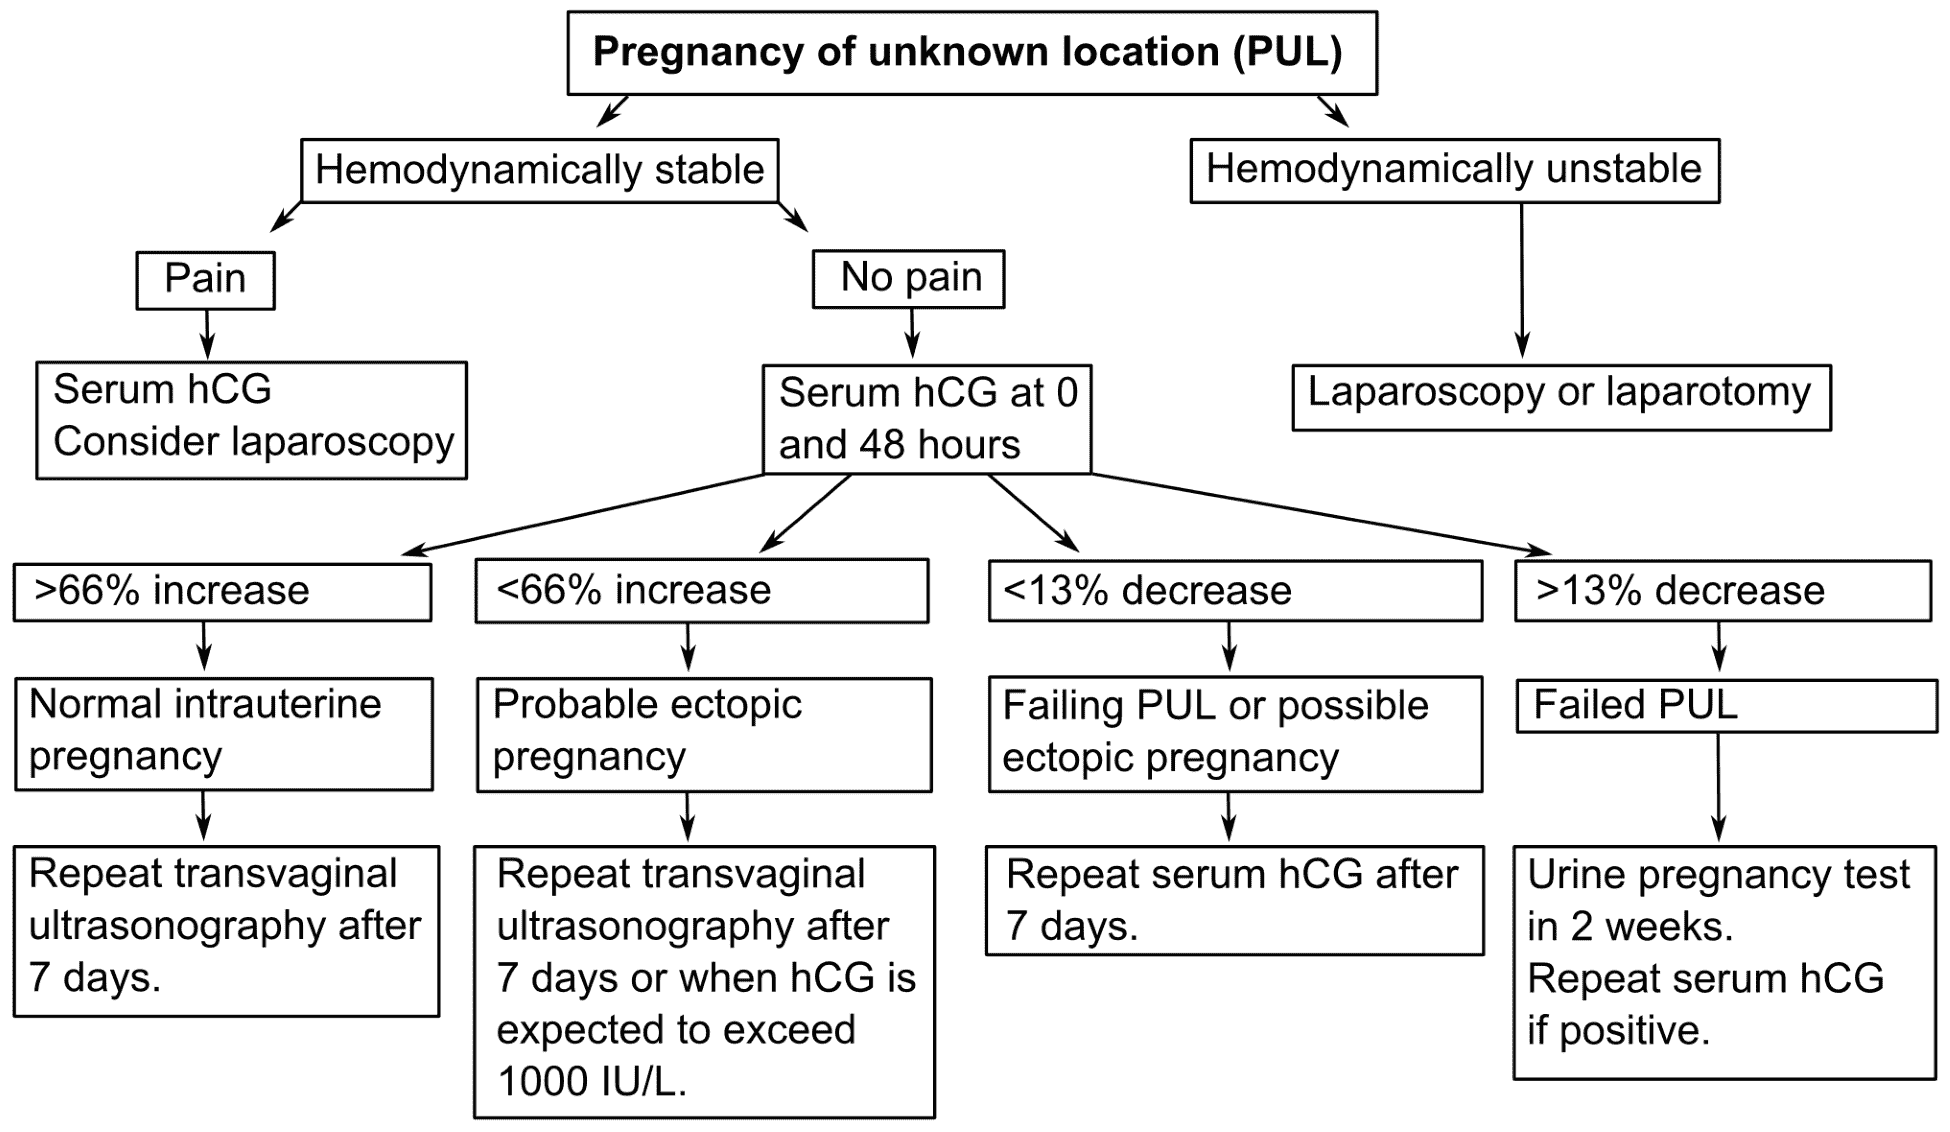 Pregnancy of unknown location (PUL)
Hemodynamically stable
Hemodynamically unstable
Pain
No pain
Serum hCG
Consider laparoscopy
Serum hCG at 0
and 48 hours
Laparoscopy or laparotomy
>66% increase
<66% increase
<13% decrease
>13% decrease
Normal intrauterine
pregnancy
Probable ectopic
pregnancy
Failing PUL or possible
ectopic pregnancy
Failed PUL
Repeat transvaginal
ultrasonography after
7 days.
Repeat transvaginal
ultrasonography after
7 days or when hCG is
expected to exceed
1000 IU/L.
Repeat serum hCG after
7 days.
Urine pregnancy test
in 2 weeks.
Repeat serum hCG
if positive.